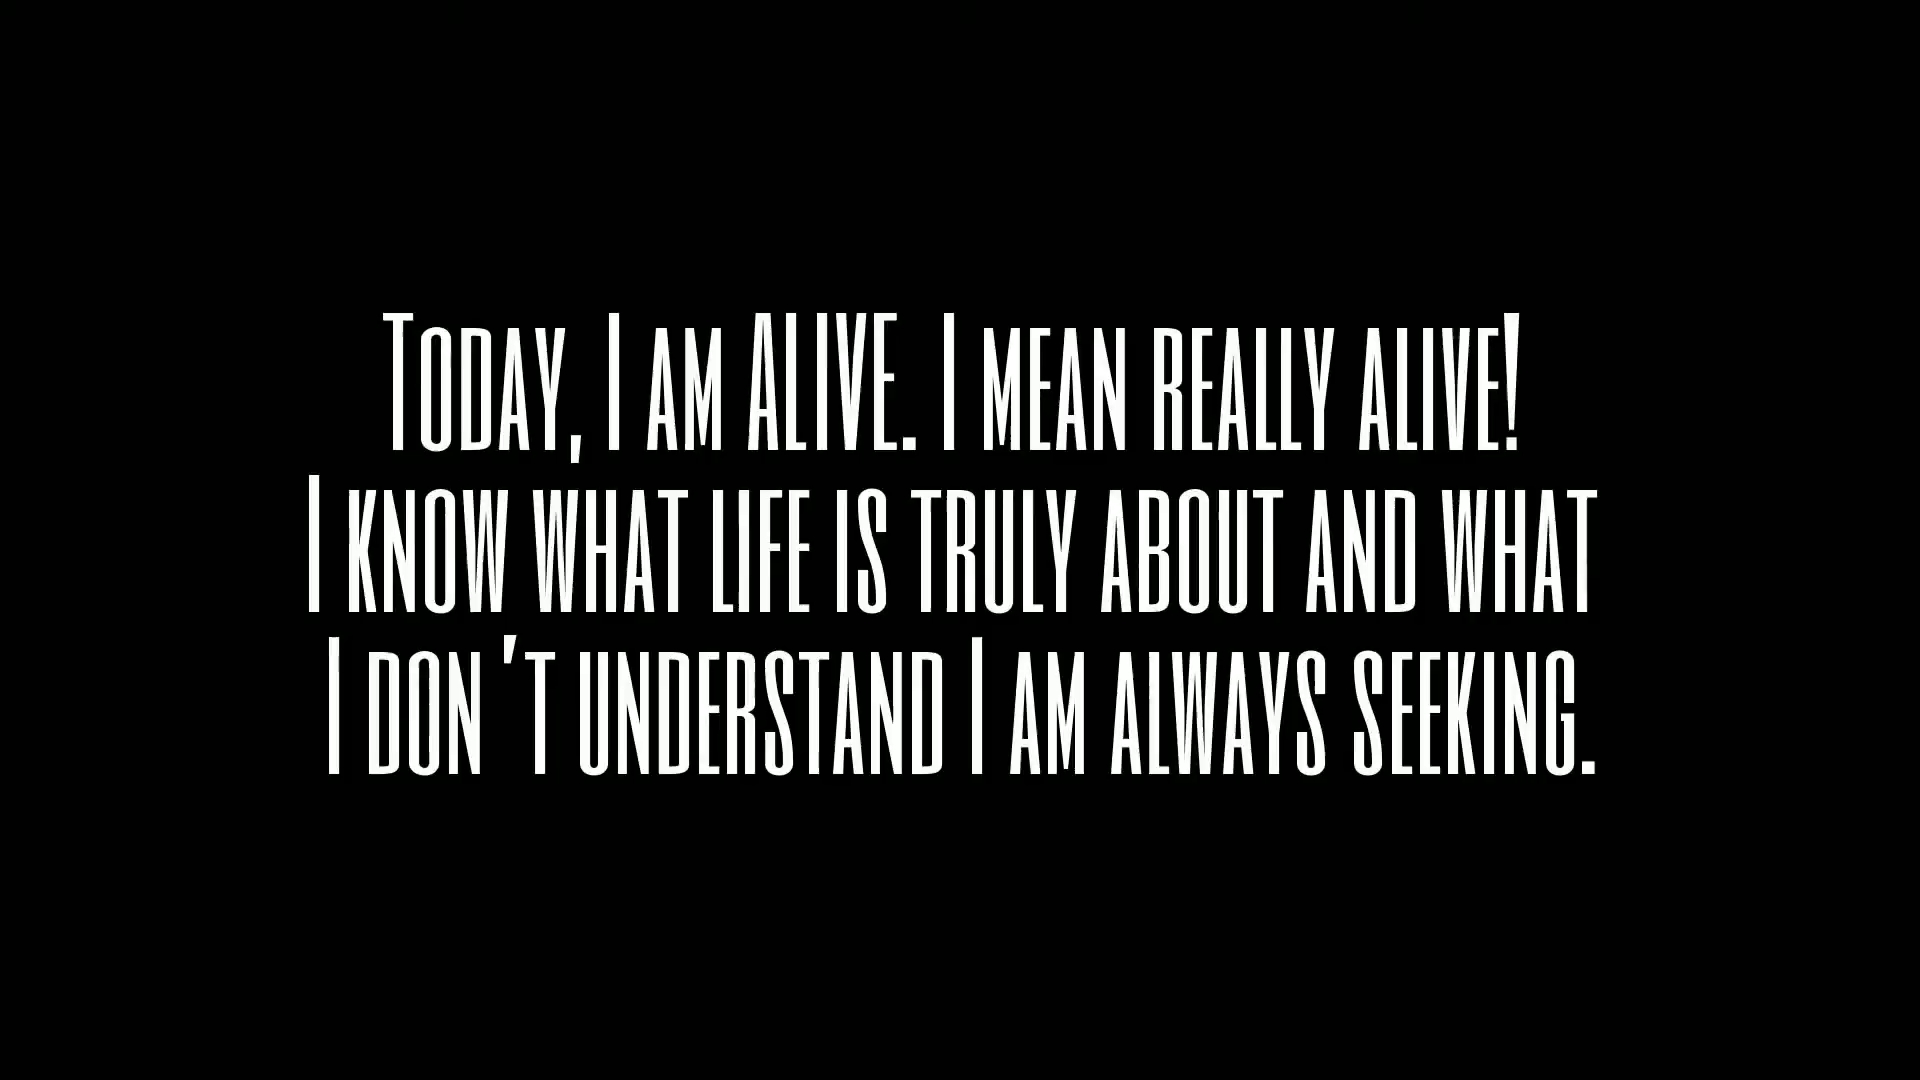 Today, I am ALIVE. I mean really alive!
I know what life is truly about and what
I don't understand I am always seeking.